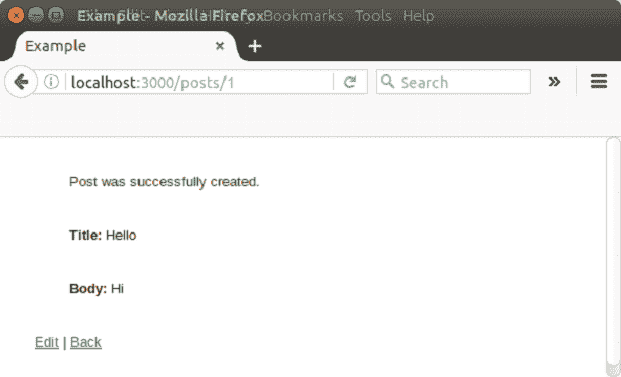 Example - Mozilla Firefox Bookmarks Tools Help
Example
localhost:3000/posts/1
Search
Post was successfully created.
Title: Hello
Body: Hi
Edit | Back